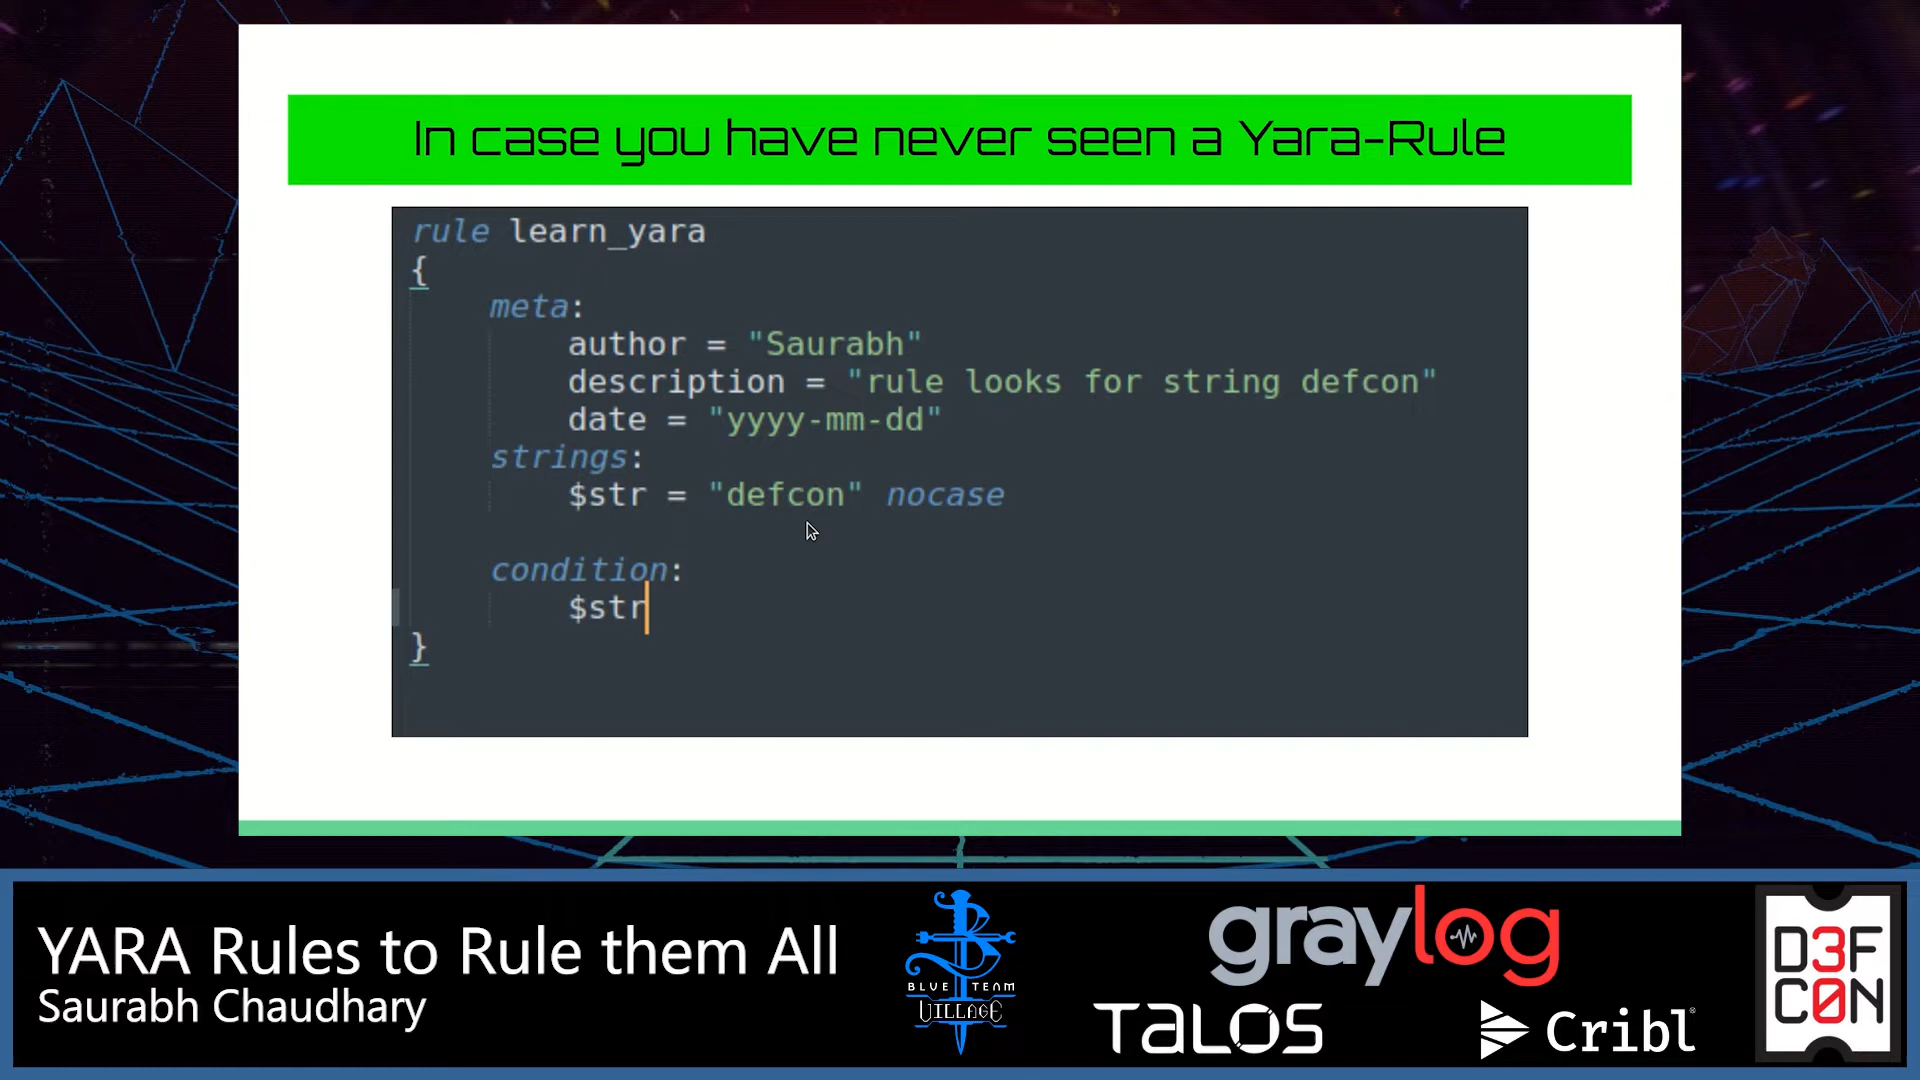 In case you have never seen a Yara-Rule
rule learn_yara
{
meta:
author = "Saurabh"
description = "rule looks for string defcon"
date = "yyyy-mm-dd"
strings:
$str = "defcon" nocase
condition:
$str
}
YARA Rules to Rule them All
Saurabh Chaudhary
BLUE TEAM
VILLAGE
graylog
TALOS
Cribl
D3F
C0N